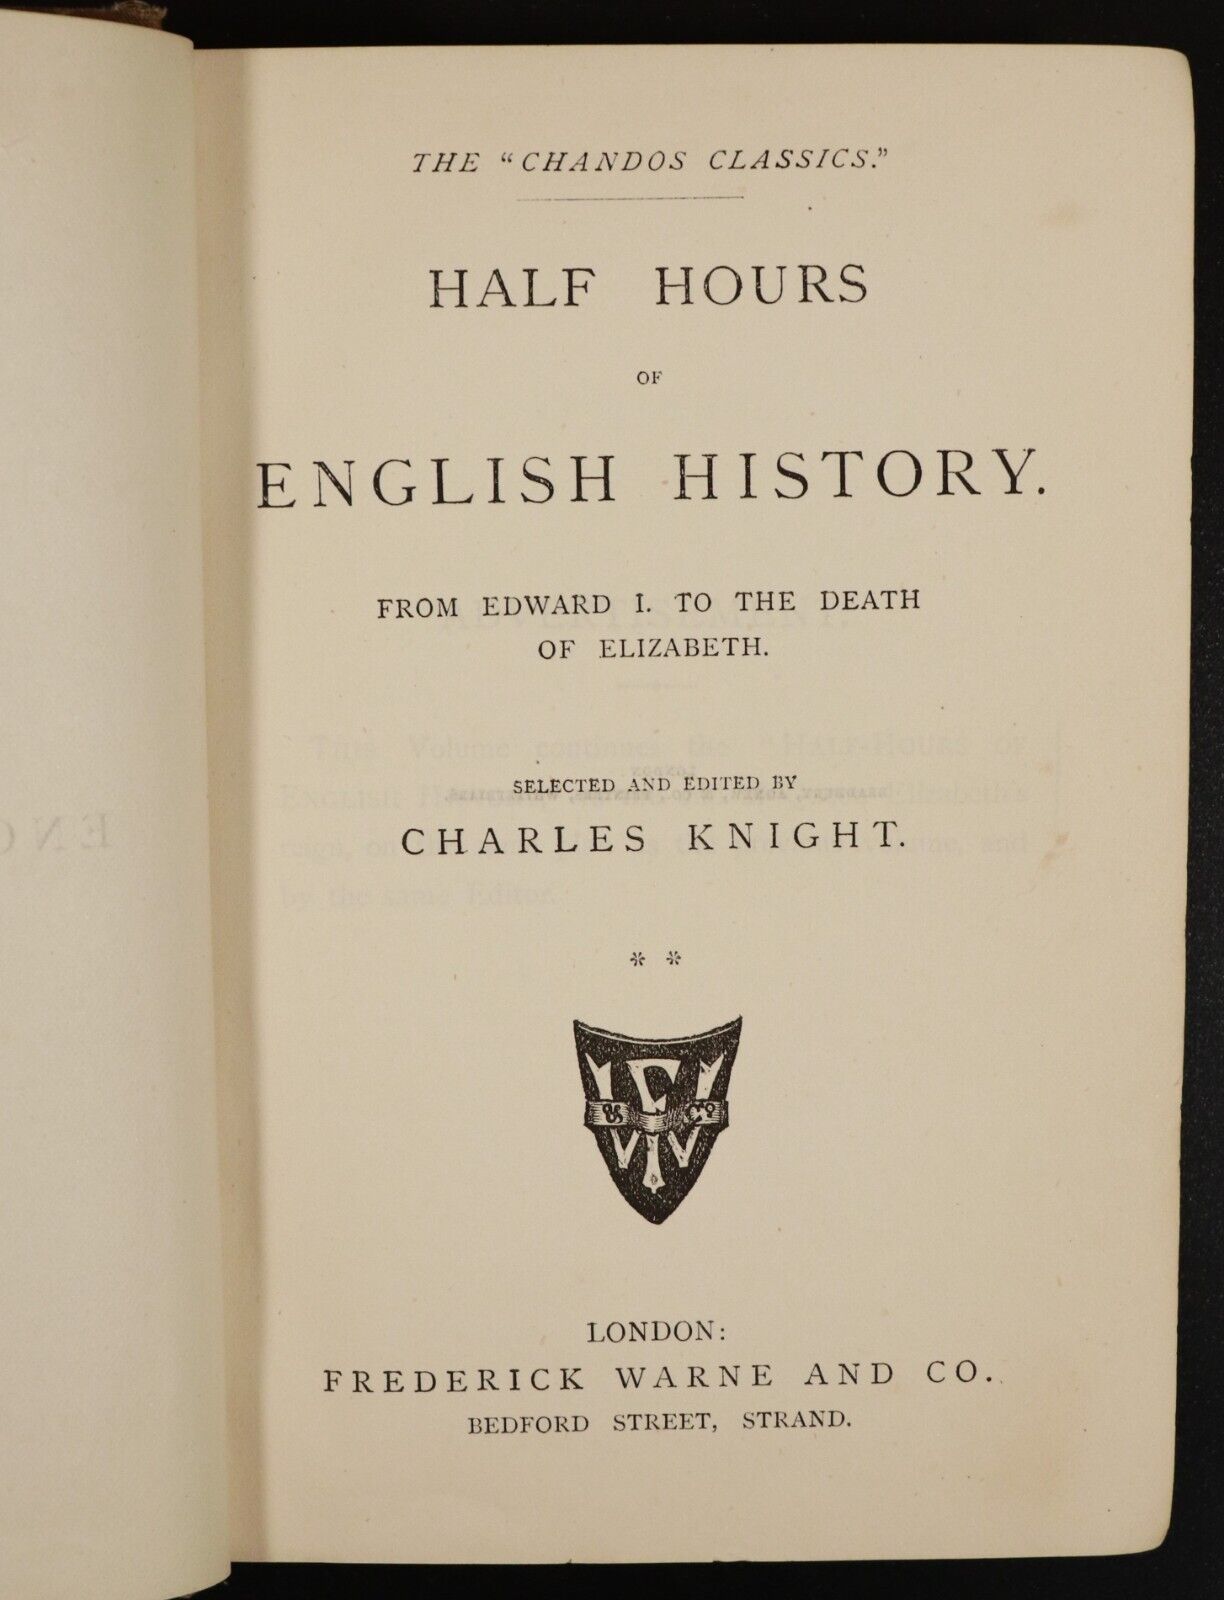 THE "CHANDOS CLASSICS."
HALF HOURS
OF
ENGLISH HISTORY.
FROM EDWARD I. TO THE DEATH
OF ELIZABETH.
SELECTED AND EDITED BY
CHARLES KNIGHT.
* *
F W
& Co
LONDON:
FREDERICK WARNE AND CO.
BEDFORD STREET, STRAND.